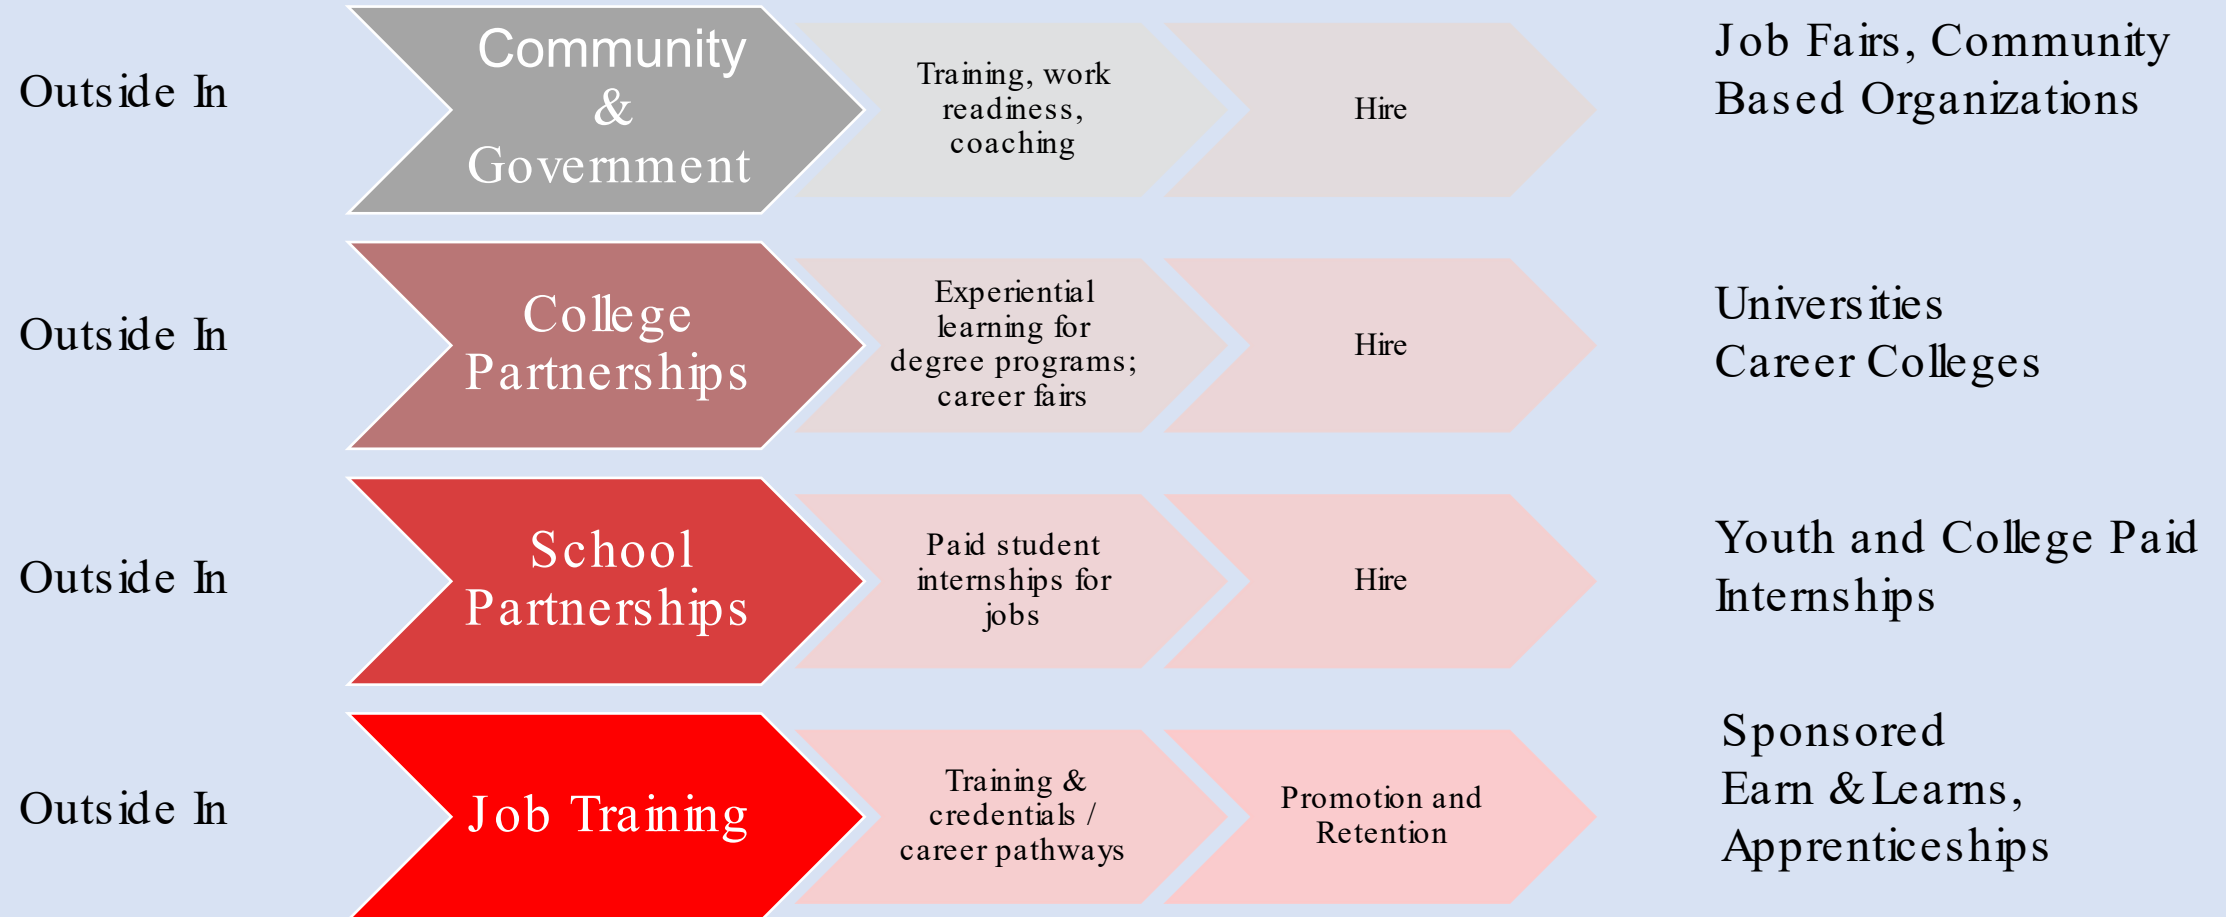 Outside In
Community
&
Government
Training, work
readiness,
coaching
Hire
Job Fairs, Community
Based Organizations
Outside In
College
Partnerships
Experiential
learning for
degree programs;
career fairs
Hire
Universities
Career Colleges
Outside In
School
Partnerships
Paid student
internships for
jobs
Hire
Youth and College Paid
Internships
Outside In
Job Training
Training &
credentials /
career pathways
Promotion and
Retention
Sponsored
Earn & Learns,
Apprenticeships